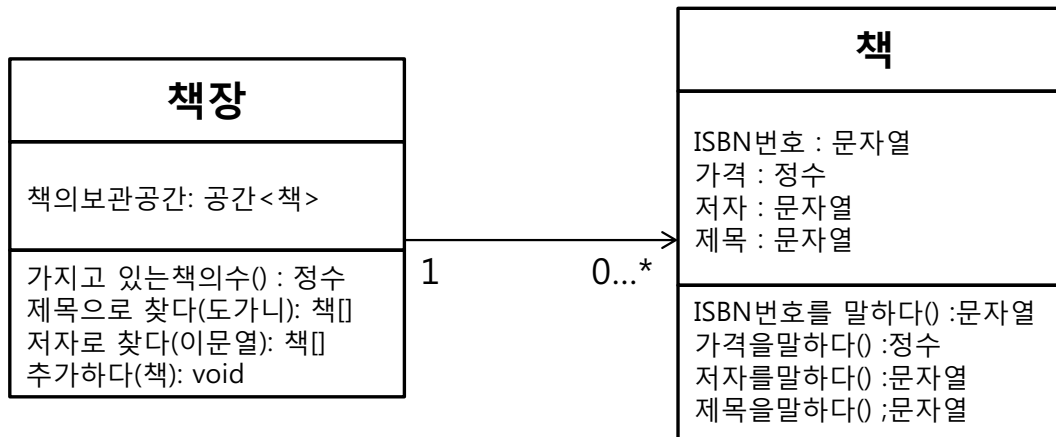 책장
책의보관공간: 공간<책>
가지고 있는책의수() : 정수
제목으로 찾다(도가니): 책[]
저자로 찾다(이문열): 책[]
추가하다(책): void
1
0...*
책
ISBN번호 : 문자열
가격 : 정수
저자 : 문자열
제목 : 문자열
ISBN번호를 말하다() :문자열
가격을말하다() :정수
저자를말하다() :문자열
제목을말하다() ;문자열